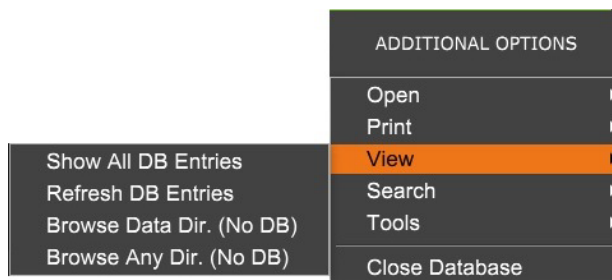 ADDITIONAL OPTIONS
Open
Print
View
Search
Tools
Close Database
Show All DB Entries
Refresh DB Entries
Browse Data Dir. (No DB)
Browse Any Dir. (No DB)